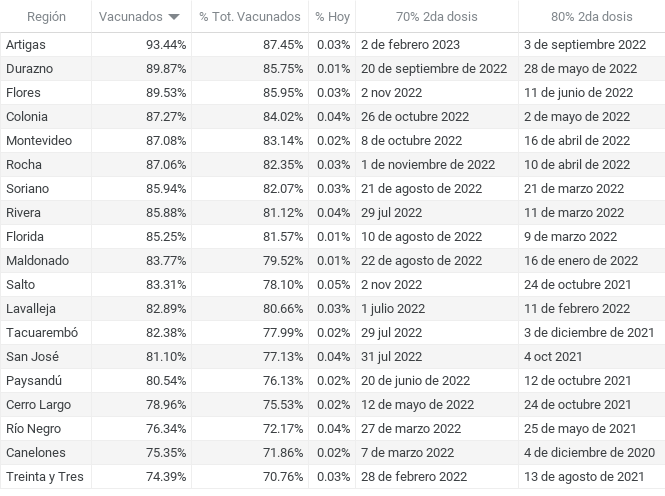 Región Vacunados % Tot. Vacunados % Hoy 70% 2da dosis 80% 2da dosis
Artigas 93.44% 87.45% 0.03% 2 de febrero 2023 3 de septiembre 2022
Durazno 89.87% 85.75% 0.01% 20 de septiembre de 2022 28 de mayo de 2022
Flores 89.53% 85.95% 0.03% 2 nov 2022 11 de junio de 2022
Colonia 87.27% 84.02% 0.04% 26 de octubre de 2022 2 de mayo de 2022
Montevideo 87.08% 83.14% 0.02% 8 de octubre de 2022 16 de abril de 2022
Rocha 87.06% 82.35% 0.03% 1 de noviembre de 2022 10 de abril de 2022
Soriano 85.94% 82.07% 0.03% 21 de agosto de 2022 21 de marzo 2022
Rivera 85.88% 81.12% 0.04% 29 jul 2022 11 de marzo de 2022
Florida 85.25% 81.57% 0.01% 10 de agosto de 2022 9 de marzo 2022
Maldonado 83.77% 79.52% 0.01% 22 de agosto de 2022 16 de enero de 2022
Salto 83.31% 78.10% 0.05% 2 nov 2022 24 de octubre 2021
Lavalleja 82.89% 80.66% 0.03% 1 julio 2022 11 de febrero 2022
Tacuarembó 82.38% 77.99% 0.02% 29 jul 2022 3 de diciembre de 2021
San José 81.10% 77.13% 0.04% 31 jul 2022 4 oct 2021
Paysandú 80.54% 76.13% 0.02% 20 de junio de 2022 12 de octubre 2021
Cerro Largo 78.96% 75.53% 0.02% 12 de mayo de 2022 24 de octubre 2021
Río Negro 76.34% 72.17% 0.04% 27 de marzo 2022 25 de mayo de 2021
Canelones 75.35% 71.86% 0.02% 7 de marzo 2022 4 de diciembre de 2020
Treinta y Tres 74.39% 70.76% 0.03% 28 de febrero 2022 13 de agosto de 2021